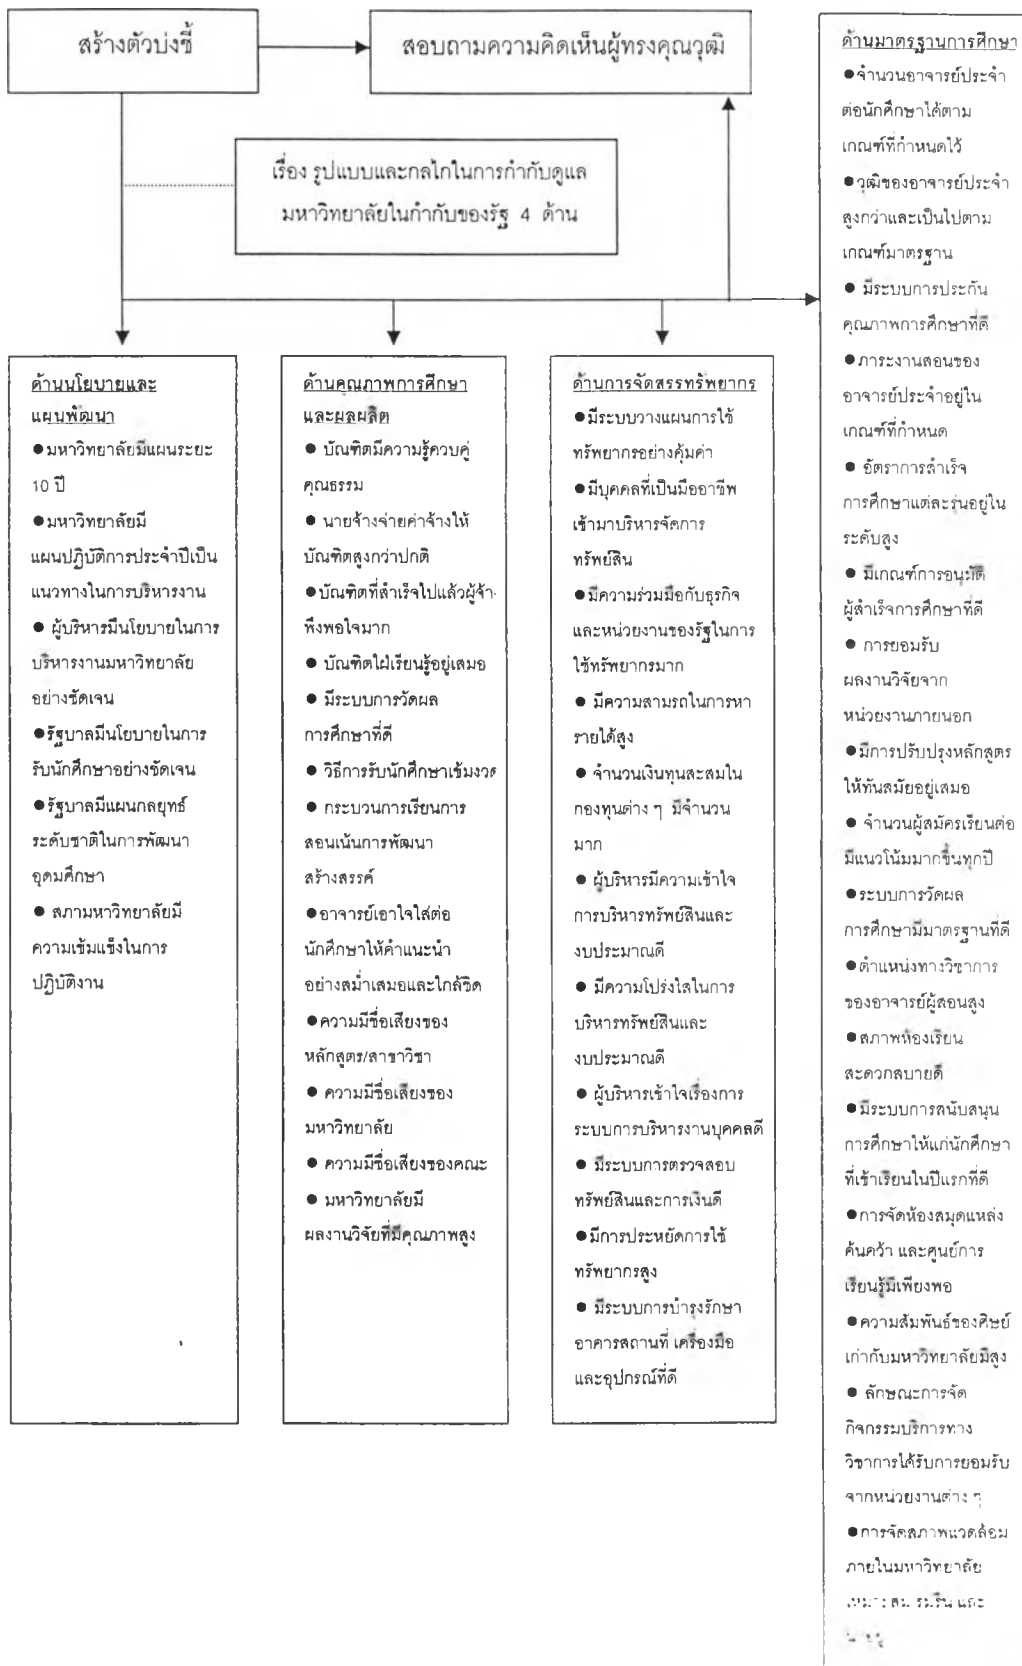 สร้างตัวบ่งชี้
สอบถามความคิดเห็นผู้ทรงคุณวุฒิ
เรื่อง รูปแบบและกลไกในการกำกับดูแล
มหาวิทยาลัยในกำกับของรัฐ 4 ด้าน
ด้านนโยบายและ
แผนพัฒนา
●มหาวิทยาลัยมีแผนระยะ
10 ปี
●มหาวิทยาลัยมี
แผนปฏิบัติการประจำปีเป็น
แนวทางในการบริหารงาน
● ผู้บริหารมีนโยบายในการ
บริหารงานมหาวิทยาลัย
อย่างชัดเจน
●รัฐบาลมีนโยบายในการ
รับนักศึกษาอย่างชัดเจน
●รัฐบาลมีแผนกลยุทธ์
ระดับชาติในการพัฒนา
อุดมศึกษา
● สภามหาวิทยาลัยมี
ความเข้มแข็งในการ
ปฏิบัติงาน
ด้านคุณภาพการศึกษา
และผลผลิต
● บัณฑิตมีความรู้ควบคู่
คุณธรรม
● นายจ้างจ่ายค่าจ้างให้
บัณฑิตสูงกว่าปกติ
●บัณฑิตที่สำเร็จไปแล้วผู้จ้า
พึงพอใจมาก
● บัณฑิตใฝ่เรียนรู้อยู่เสมอ
● มีระบบการวัดผล
การศึกษาที่ดี
● วิธีการรับนักศึกษาเข้มงวด
● กระบวนการเรียนการ
สอนเน้นการพัฒนา
สร้างสรรค์
●อาจารย์เอาใจใส่ต่อ
นักศึกษาให้คำแนะนำ
อย่างสม่ำเสมอและใกล้ชิด
●ความมีชื่อเสียงของ
หลักสูตร/สาขาวิชา
● ความมีชื่อเสียงของ
มหาวิทยาลัย
● ความมีชื่อเสียงของคณะ
● มหาวิทยาลัยมี
ผลงานวิจัยที่มีคุณภาพสูง
ด้านการจัดสรรทรัพยากร
●มีระบบวางแผนการใช้
ทรัพยากรอย่างคุ้มค่า
●มีบุคคลที่เป็นมืออาชีพ
เข้ามาบริหารจัดการ
ทรัพย์สิน
●มีความร่วมมือกับธุรกิจ
และหน่วยงานของรัฐในการ
ใช้ทรัพยากรมาก
● มีความสามรถในการหา
รายได้สูง
● จำนวนเงินทุนสะสมใน
กองทุนต่าง ๆ มีจำนวน
มาก
● ผู้บริหารมีความเข้าใจ
การบริหารทรัพย์สินและ
งบประมาณดี
● มีความโปร่งใสในการ
บริหารทรัพย์สินและ
งบประมาณดี
● ผู้บริหารเข้าใจเรื่องการ
ระบบการบริหารงานบุคคลดี
● มีระบบการตรวจสอบ
ทรัพย์สินและการเงินดี
●มีการประหยัดการใช้
ทรัพยากรสูง
● มีระบบการบำรุงรักษา
อาคารสถานที่ เครื่องมือ
และอุปกรณ์ที่ดี
ด้านมาตรฐานการศึกษา
●จำนวนอาจารย์ประจำ
ต่อนักศึกษาได้ตาม
เกณฑ์ที่กำหนดไว้
●วุฒิของอาจารย์ประจำ
สูงกว่าและเป็นไปตาม
เกณฑ์มาตรฐาน
● มีระบบการประกัน
คุณภาพการศึกษาที่ดี
●ภาระงานสอนของ
อาจารย์ประจำอยู่ใน
เกณฑ์ที่กำหนด
● อัตราการสำเร็จ
การศึกษาแต่ละรุ่นอยู่ใน
ระดับสูง
● มีเกณฑ์การอนุมัติ
ผู้สำเร็จการศึกษาที่ดี
● การยอมรับ
ผลงานวิจัยจาก
หน่วยงานภายนอก
●มีการปรับปรุงหลักสูตร
ให้ทันสมัยอยู่เสมอ
● จำนวนผู้สมัครเรียนต่อ
มีแนวโน้มมากขึ้นทุกปี
●ระบบการวัดผล
การศึกษามีมาตรฐานที่ดี
●ตำแหน่งทางวิชาการ
ของอาจารย์ผู้สอนสูง
●สภาพห้องเรียน
สะดวกสบายดี
●มีระบบการสนับสนุน
การศึกษาให้แก่นักศึกษา
ที่เข้าเรียนในปีแรกที่ดี
●การจัดห้องสมุดแหล่ง
ค้นคว้า และศูนย์การ
เรียนรู้มีเพียงพอ
●ความสัมพันธ์ของศิษย์
เก่ากับมหาวิทยาลัยมีสูง
● ลักษณะการจัด
กิจกรรมบริการทาง
วิชาการได้รับการยอมรับ
จากหน่วยงานต่าง ๆ
●การจัดสภาพแวดล้อม
ภายในมหาวิทยาลัย
เหมาะสม ร่มรื่น และ